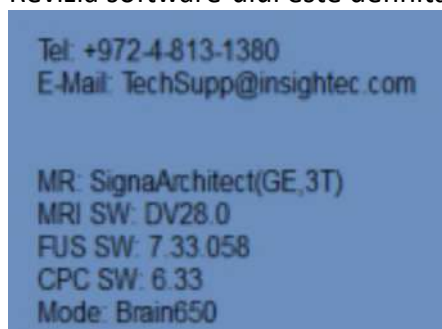 Tel: +972-4-813-1380
E-Mail: TechSupp@insightec.com
MR: SignaArchitect(GE,3T)
MRI SW: DV28.0
FUS SW: 7.33.058
CPC SW: 6.33
Mode: Brain650